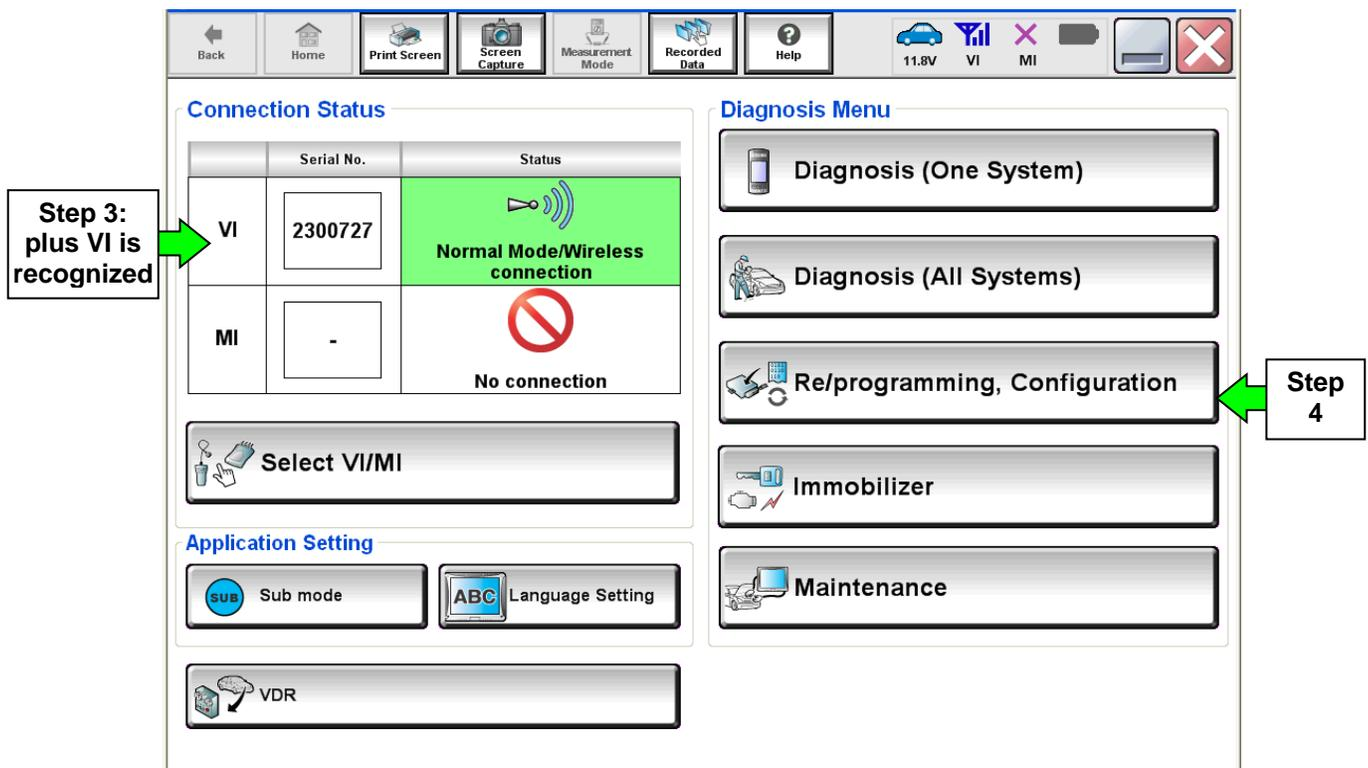 Back
Home
Print Screen
Screen
Capture
Measurement
Mode
Recorded
Data
Help
11.8V
VI
MI
Connection Status
Serial No.
Status
VI
2300727
Normal Mode/Wireless
connection
MI
-
No connection
Select VI/MI
Application Setting
SUB
Sub mode
ABC
Language Setting
VDR
Diagnosis Menu
Diagnosis (One System)
Diagnosis (All Systems)
Re/programming, Configuration
Immobilizer
Maintenance
Step 3:
plus VI is
recognized
Step
4